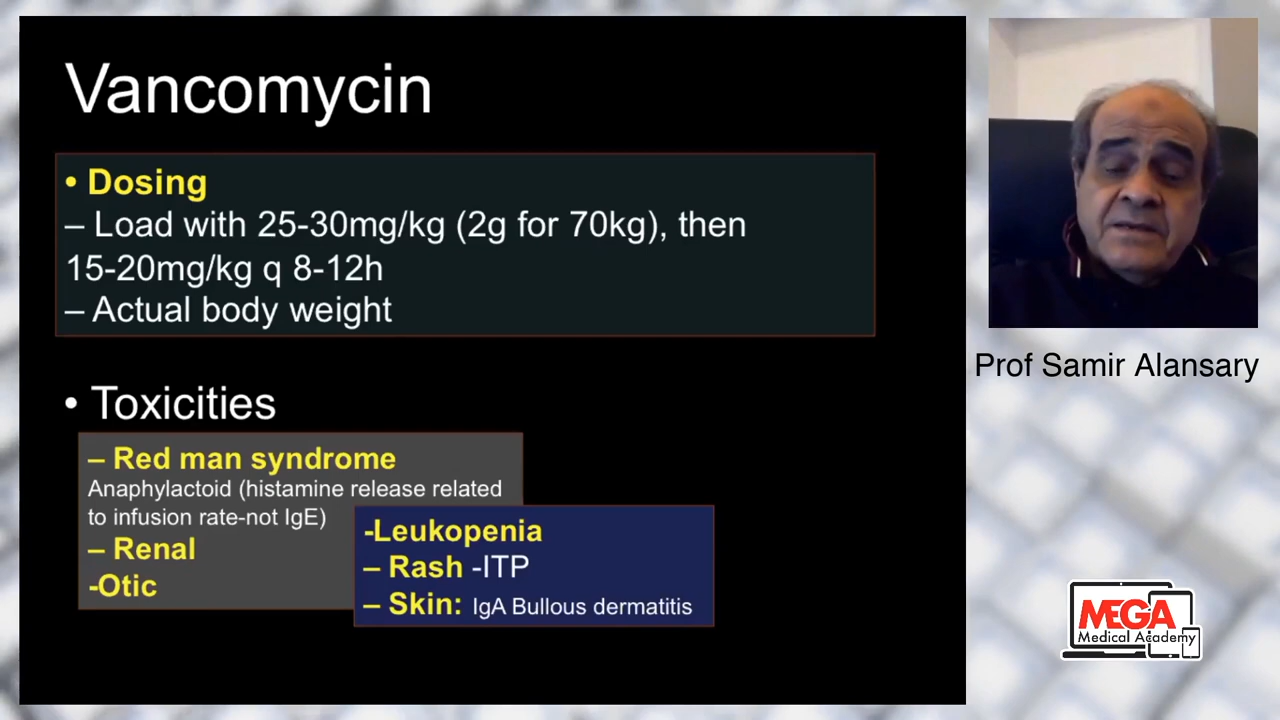 Vancomycin
• Dosing
– Load with 25-30mg/kg (2g for 70kg), then
15-20mg/kg q 8-12h
– Actual body weight
• Toxicities
– Red man syndrome
Anaphylactoid (histamine release related
to infusion rate-not IgE)
– Renal
-Otic
-Leukopenia
– Rash -ITP
– Skin: IgA Bullous dermatitis
Prof Samir Alansary
MEGA
Medical Academy